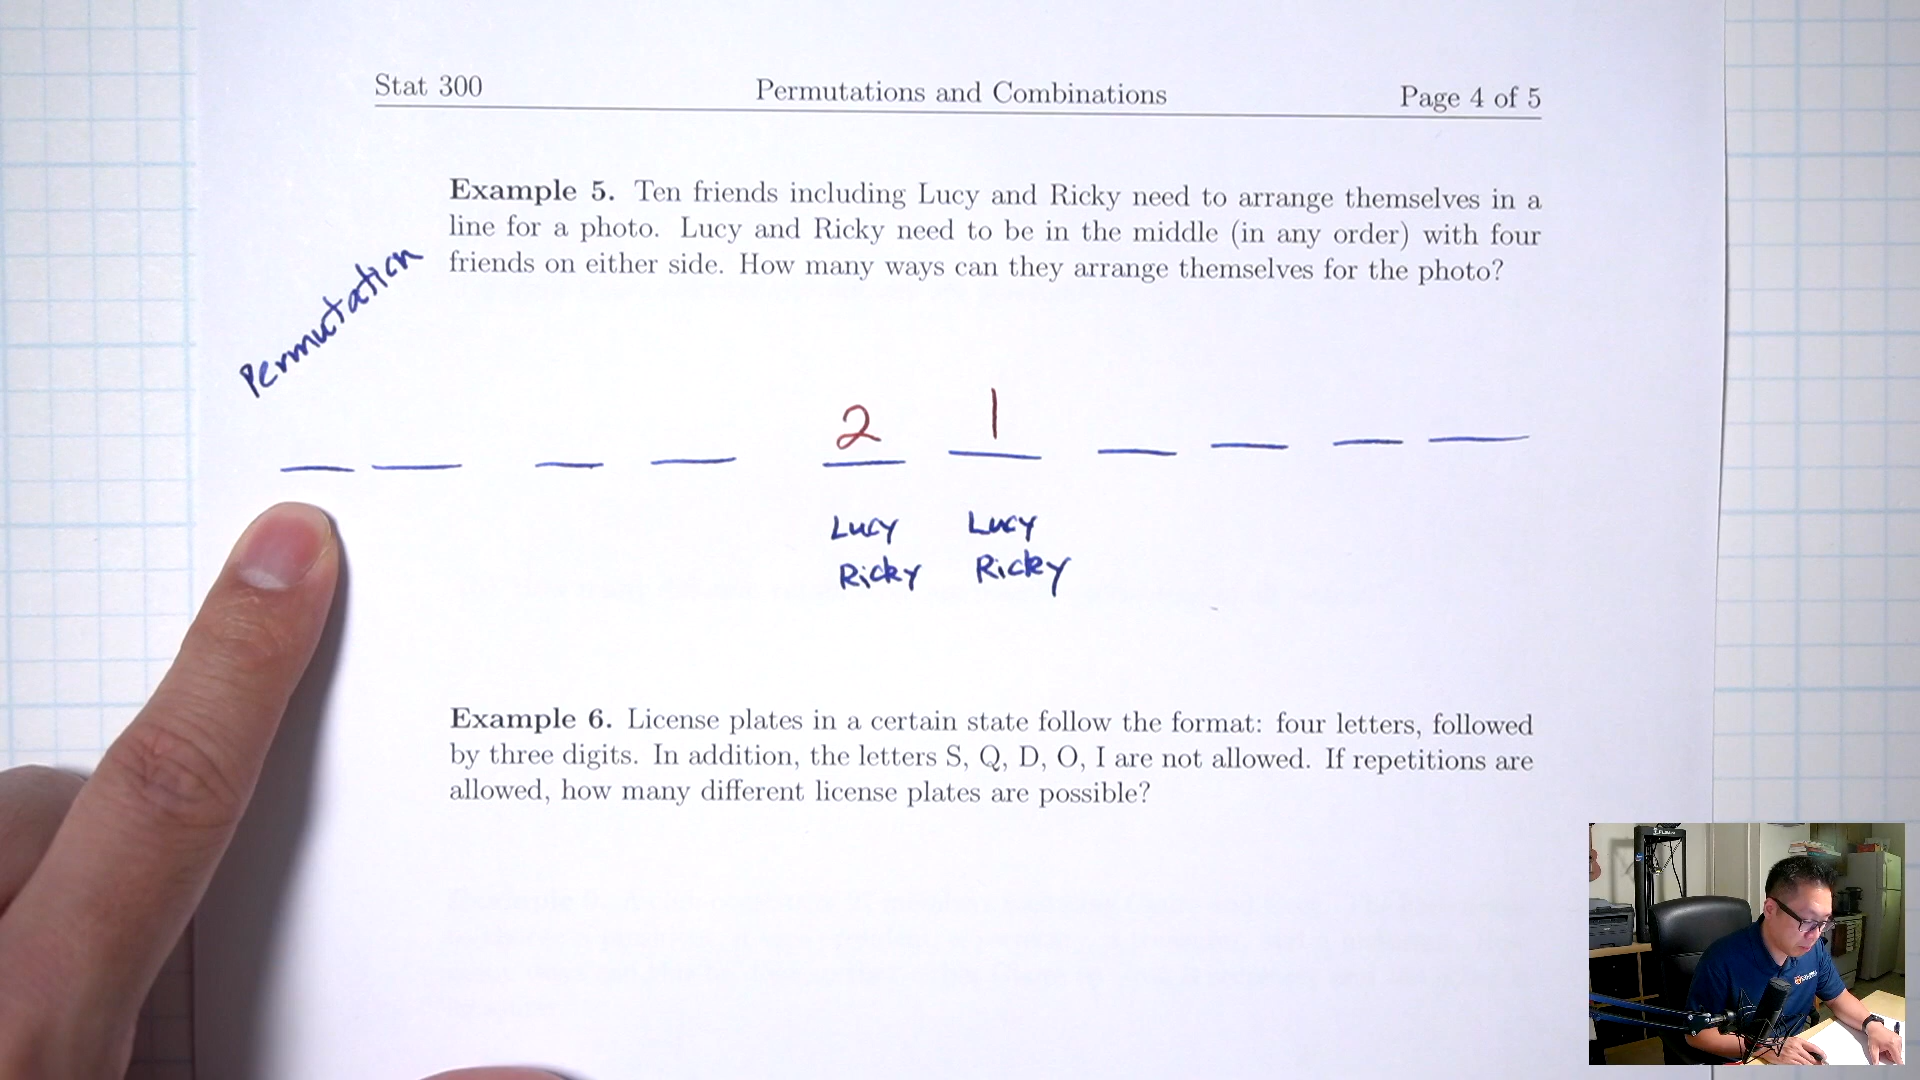 Stat 300 Permutations and Combinations Page 4 of 5
Example 5. Ten friends including Lucy and Ricky need to arrange themselves in a
line for a photo. Lucy and Ricky need to be in the middle (in any order) with four
friends on either side. How many ways can they arrange themselves for the photo?
Permutation
2 1
Lucy Lucy
Ricky Ricky
Example 6. License plates in a certain state follow the format: four letters, followed
by three digits. In addition, the letters S, Q, D, O, I are not allowed. If repetitions are
allowed, how many different license plates are possible?